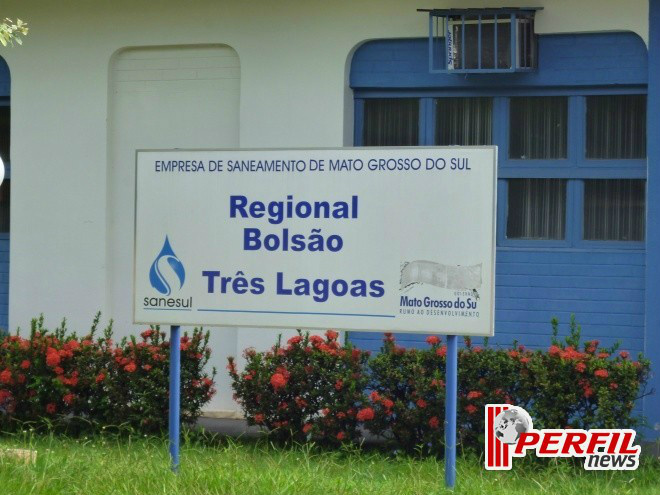 EMPRESA DE SANEAMENTO DE MATO GROSSO DO SUL
Regional
Bolsão
Três Lagoas
sanesul
Mato Grosso do Sul
RUMO AO DESENVOLVIMENTO
PERFIL
news